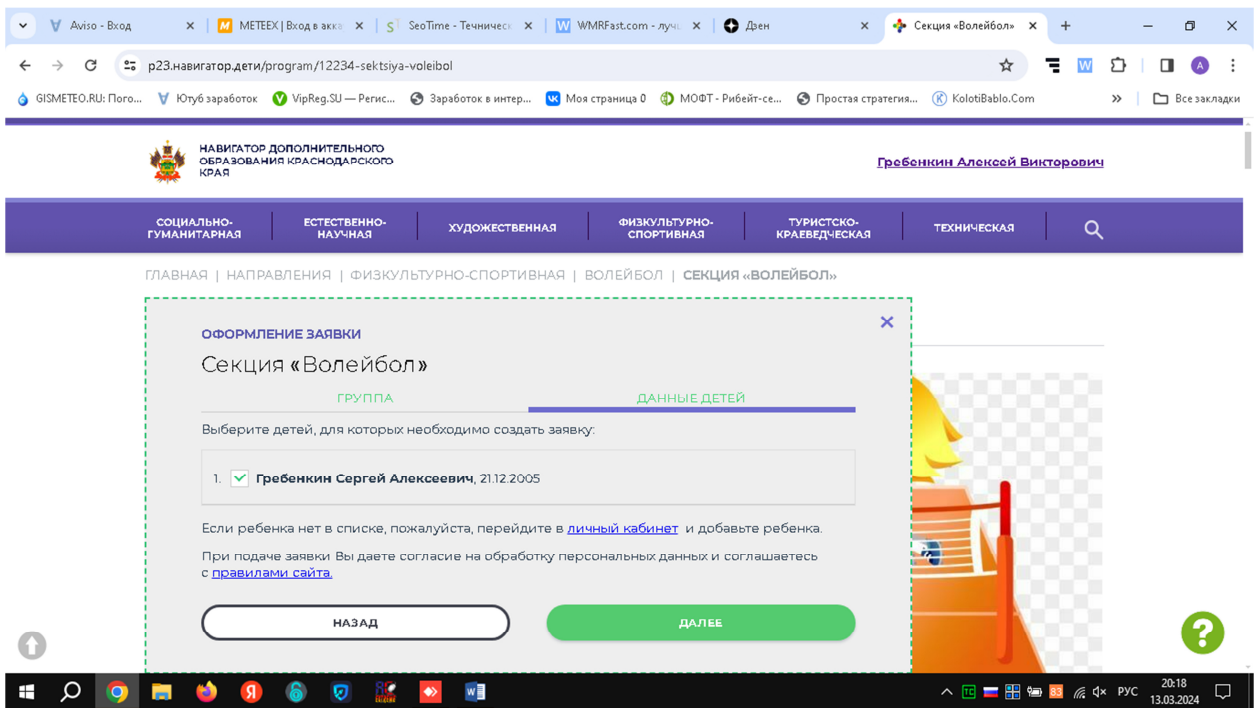 Aviso - Вход
METEEX | Вход в акка
SeoTime - Течническ
WMRFast.com - лучш
Дзен
Секция «Волейбол»
p23.навигатор.дети/program/12234-sektsiya-voleibol
GISMETEO.RU: Пого...
Ютуб заработок
VipReg.SU — Регис...
Заработок в интер...
Моя страница 0
МОФТ - Рибейт-се...
Простая стратегия...
KolotiBablo.Com
Все закладки
НАВИГАТОР ДОПОЛНИТЕЛЬНОГО
ОБРАЗОВАНИЯ КРАСНОДАРСКОГО
КРАЯ
Гребенкин Алексей Викторович
СОЦИАЛЬНО-
ГУМАНИТАРНАЯ
ЕСТЕСТВЕННО-
НАУЧНАЯ
ХУДОЖЕСТВЕННАЯ
ФИЗКУЛЬТУРНО-
СПОРТИВНАЯ
ТУРИСТСКО-
КРАЕВЕДЧЕСКАЯ
ТЕХНИЧЕСКАЯ
ГЛАВНАЯ | НАПРАВЛЕНИЯ | ФИЗКУЛЬТУРНО-СПОРТИВНАЯ | ВОЛЕЙБОЛ | СЕКЦИЯ «ВОЛЕЙБОЛ»
ОФОРМЛЕНИЕ ЗАЯВКИ
Секция «Волейбол»
ГРУППА
ДАННЫЕ ДЕТЕЙ
Выберите детей, для которых необходимо создать заявку:
1. Гребенкин Сергей Алексеевич, 21.12.2005
Если ребенка нет в списке, пожалуйста, перейдите в личный кабинет и добавьте ребенка.
При подаче заявки Вы даете согласие на обработку персональных данных и соглашаетесь
с правилами сайта.
НАЗАД
ДАЛЕЕ
РУС
20:18
13.03.2024